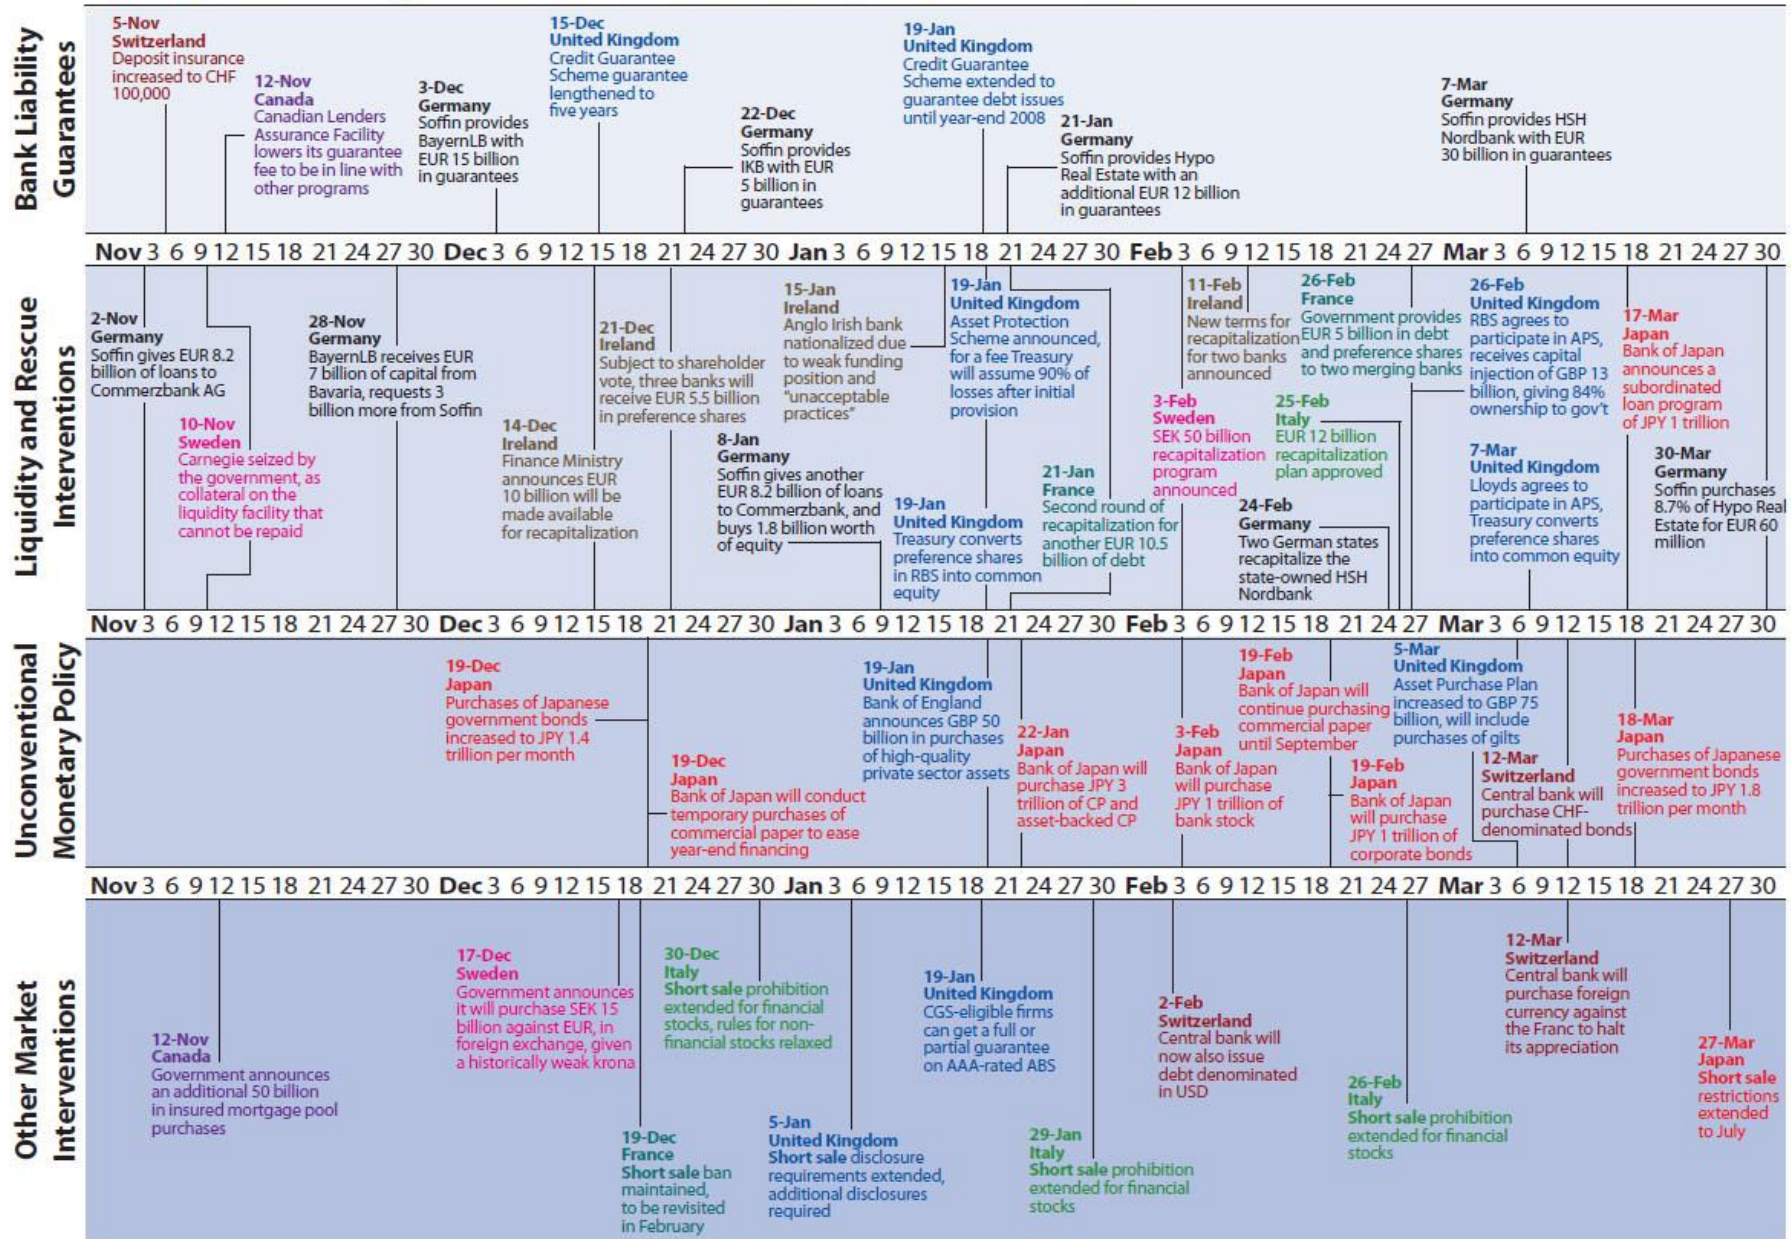 Bank Liability
Guarantees
5-Nov
Switzerland
Deposit insurance
increased to CHF
100,000
12-Nov
Canada
Canadian Lenders
Assurance Facility
lowers its guarantee
fee to be in line with
other programs
3-Dec
Germany
Soffin provides
BayernLB with
EUR 15 billion
in guarantees
15-Dec
United Kingdom
Credit Guarantee
Scheme guarantee
lengthened to
five years
22-Dec
Germany
Soffin provides
IKB with EUR
5 billion in
guarantees
19-Jan
United Kingdom
Credit Guarantee
Scheme extended to
guarantee debt issues
until year-end 2008
21-Jan
Germany
Soffin provides Hypo
Real Estate with an
additional EUR 12 billion
in guarantees
7-Mar
Germany
Soffin provides HSH
Nordbank with EUR
30 billion in guarantees
Nov 3 6 9 12 15 18 21 24 27 30 Dec 3 6 9 12 15 18 21 24 27 30 Jan 3 6 9 12 15 18 21 24 27 30 Feb 3 6 9 12 15 18 21 24 27 Mar 3 6 9 12 15 18 21 24 27 30
Liquidity and Rescue
Interventions
2-Nov
Germany
Soffin gives EUR 8.2
billion of loans to
Commerzbank AG
10-Nov
Sweden
Carnegie seized by
the government, as
collateral on the
liquidity facility that
cannot be repaid
28-Nov
Germany
BayernLB receives EUR
7 billion of capital from
Bavaria, requests 3
billion more from Soffin
14-Dec
Ireland
Finance Ministry
announces EUR
10 billion will be
made available
for recapitalization
21-Dec
Ireland
Subject to shareholder
vote, three banks will
receive EUR 5.5 billion
in preference shares
8-Jan
Germany
Soffin gives another
EUR 8.2 billion of loans
to Commerzbank, and
buys 1.8 billion worth
of equity
15-Jan
Ireland
Anglo Irish bank
nationalized due
to weak funding
position and
"unacceptable
practices"
19-Jan
United Kingdom
Treasury converts
preference shares
in RBS into common
equity
19-Jan
United Kingdom
Asset Protection
Scheme announced,
for a fee Treasury
will assume 90% of
losses after initial
provision
21-Jan
France
Second round of
recapitalization for
another EUR 10.5
billion of debt
3-Feb
Sweden
SEK 50 billion
recapitalization
program
announced
11-Feb
Ireland
New terms for
recapitalization
for two banks
announced
24-Feb
Germany
Two German states
recapitalize the
state-owned HSH
Nordbank
25-Feb
Italy
EUR 12 billion
recapitalization
plan approved
26-Feb
France
Government provides
EUR 5 billion in debt
and preference shares
to two merging banks
26-Feb
United Kingdom
RBS agrees to
participate in APS,
receives capital
injection of GBP 13
billion, giving 84%
ownership to gov't
7-Mar
United Kingdom
Lloyds agrees to
participate in APS,
Treasury converts
preference shares
into common equity
17-Mar
Japan
Bank of Japan
announces a
subordinated
loan program
of JPY 1 trillion
30-Mar
Germany
Soffin purchases
8.7% of Hypo Real
Estate for EUR 60
million
Nov 3 6 9 12 15 18 21 24 27 30 Dec 3 6 9 12 15 18 21 24 27 30 Jan 3 6 9 12 15 18 21 24 27 30 Feb 3 6 9 12 15 18 21 24 27 Mar 3 6 9 12 15 18 21 24 27 30
Unconventional
Monetary Policy
19-Dec
Japan
Purchases of Japanese
government bonds
increased to JPY 1.4
trillion per month
19-Dec
Japan
Bank of Japan will conduct
temporary purchases of
commercial paper to ease
year-end financing
19-Jan
United Kingdom
Bank of England
announces GBP 50
billion in purchases
of high-quality
private sector assets
22-Jan
Japan
Bank of Japan will
purchase JPY 3
trillion of CP and
asset-backed CP
3-Feb
Japan
Bank of Japan
will purchase
JPY 1 trillion of
bank stock
19-Feb
Japan
Bank of Japan will
continue purchasing
commercial paper
until September
19-Feb
Japan
Bank of Japan
will purchase
JPY 1 trillion of
corporate bonds
5-Mar
United Kingdom
Asset Purchase Plan
increased to GBP 75
billion, will include
purchases of gilts
12-Mar
Switzerland
Central bank will
purchase CHF-
denominated bonds
18-Mar
Japan
Purchases of Japanese
government bonds
increased to JPY 1.8
trillion per month
Nov 3 6 9 12 15 18 21 24 27 30 Dec 3 6 9 12 15 18 21 24 27 30 Jan 3 6 9 12 15 18 21 24 27 30 Feb 3 6 9 12 15 18 21 24 27 Mar 3 6 9 12 15 18 21 24 27 30
Other Market
Interventions
12-Nov
Canada
Government announces
an additional 50 billion
in insured mortgage pool
purchases
17-Dec
Sweden
Government announces
it will purchase SEK 15
billion against EUR, in
foreign exchange, given
a historically weak krona
19-Dec
France
Short sale ban
maintained,
to be revisited
in February
30-Dec
Italy
Short sale prohibition
extended for financial
stocks, rules for non-
financial stocks relaxed
5-Jan
United Kingdom
Short sale disclosure
requirements extended,
additional disclosures
required
19-Jan
United Kingdom
CGS-eligible firms
can get a full or
partial guarantee
on AAA-rated ABS
29-Jan
Italy
Short sale prohibition
extended for financial
stocks
2-Feb
Switzerland
Central bank will
now also issue
debt denominated
in USD
26-Feb
Italy
Short sale prohibition
extended for financial
stocks
12-Mar
Switzerland
Central bank will
purchase foreign
currency against
the Franc to halt
its appreciation
27-Mar
Japan
Short sale
restrictions
extended
to July